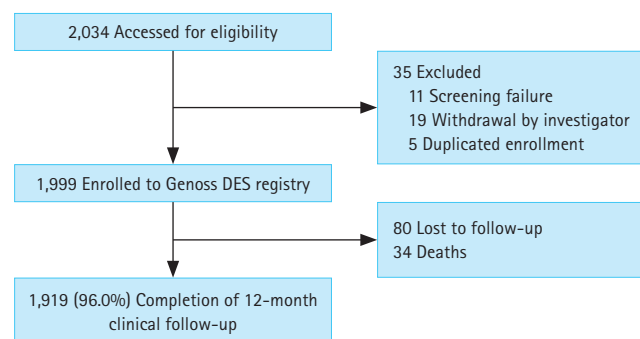 2,034 Accessed for eligibility
35 Excluded
11 Screening failure
19 Withdrawal by investigator
5 Duplicated enrollment
1,999 Enrolled to Genoss DES registry
80 Lost to follow-up
34 Deaths
1,919 (96.0%) Completion of 12-month
clinical follow-up